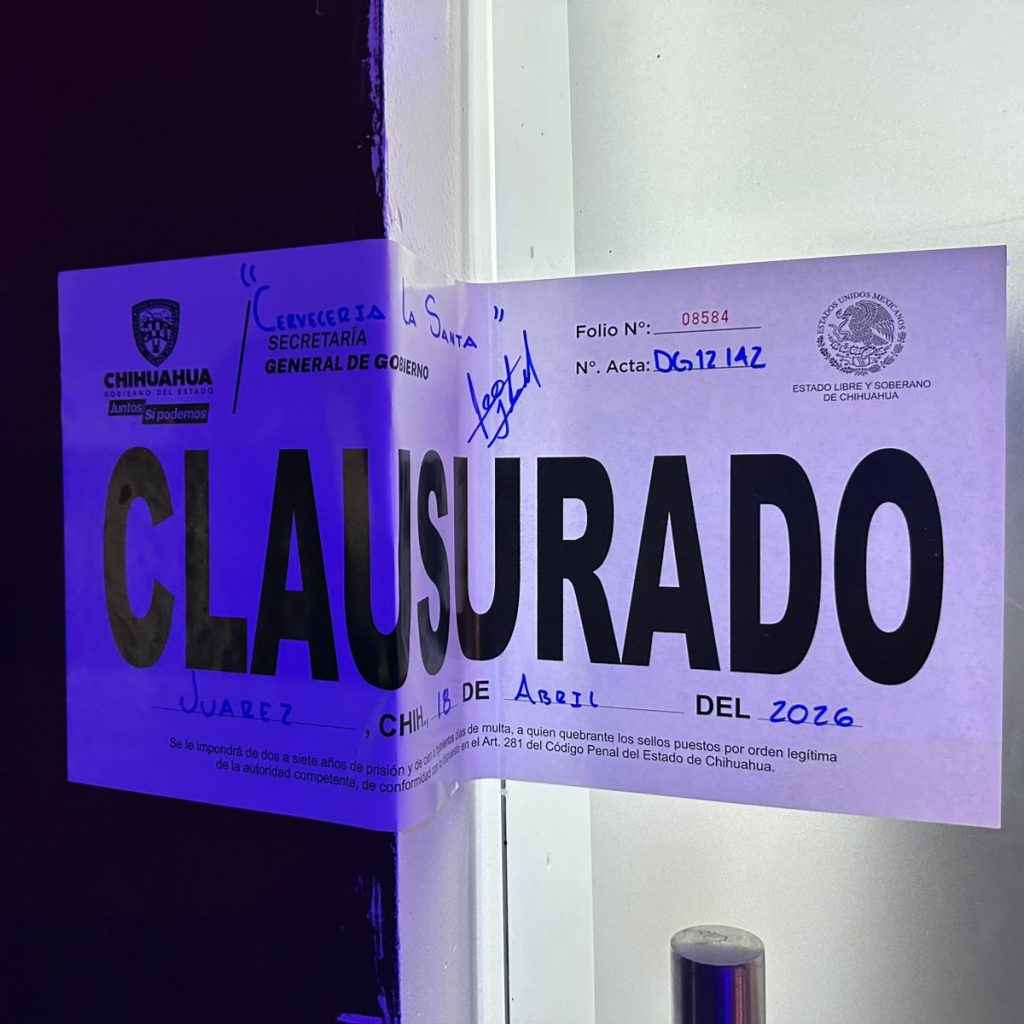 "Cerveceria La Santa"
CHIHUAHUA
GOBIERNO DEL ESTADO
Juntos Sí podemos
SECRETARÍA
GENERAL DE GOBIERNO
Folio Nº: 08584
Nº. Acta: DG12142
ESTADOS UNIDOS MEXICANOS
ESTADO LIBRE Y SOBERANO
DE CHIHUAHUA
CLAUSURADO
JUAREZ, CHIH., 18 DE ABRIL DEL 2026
Se le impondrá de dos a siete años de prisión y de cien a días de multa, a quien quebrante los sellos puestos por orden legítima
de la autoridad competente, de conformidad con lo dispuesto en el Art. 281 del Código Penal del Estado de Chihuahua.